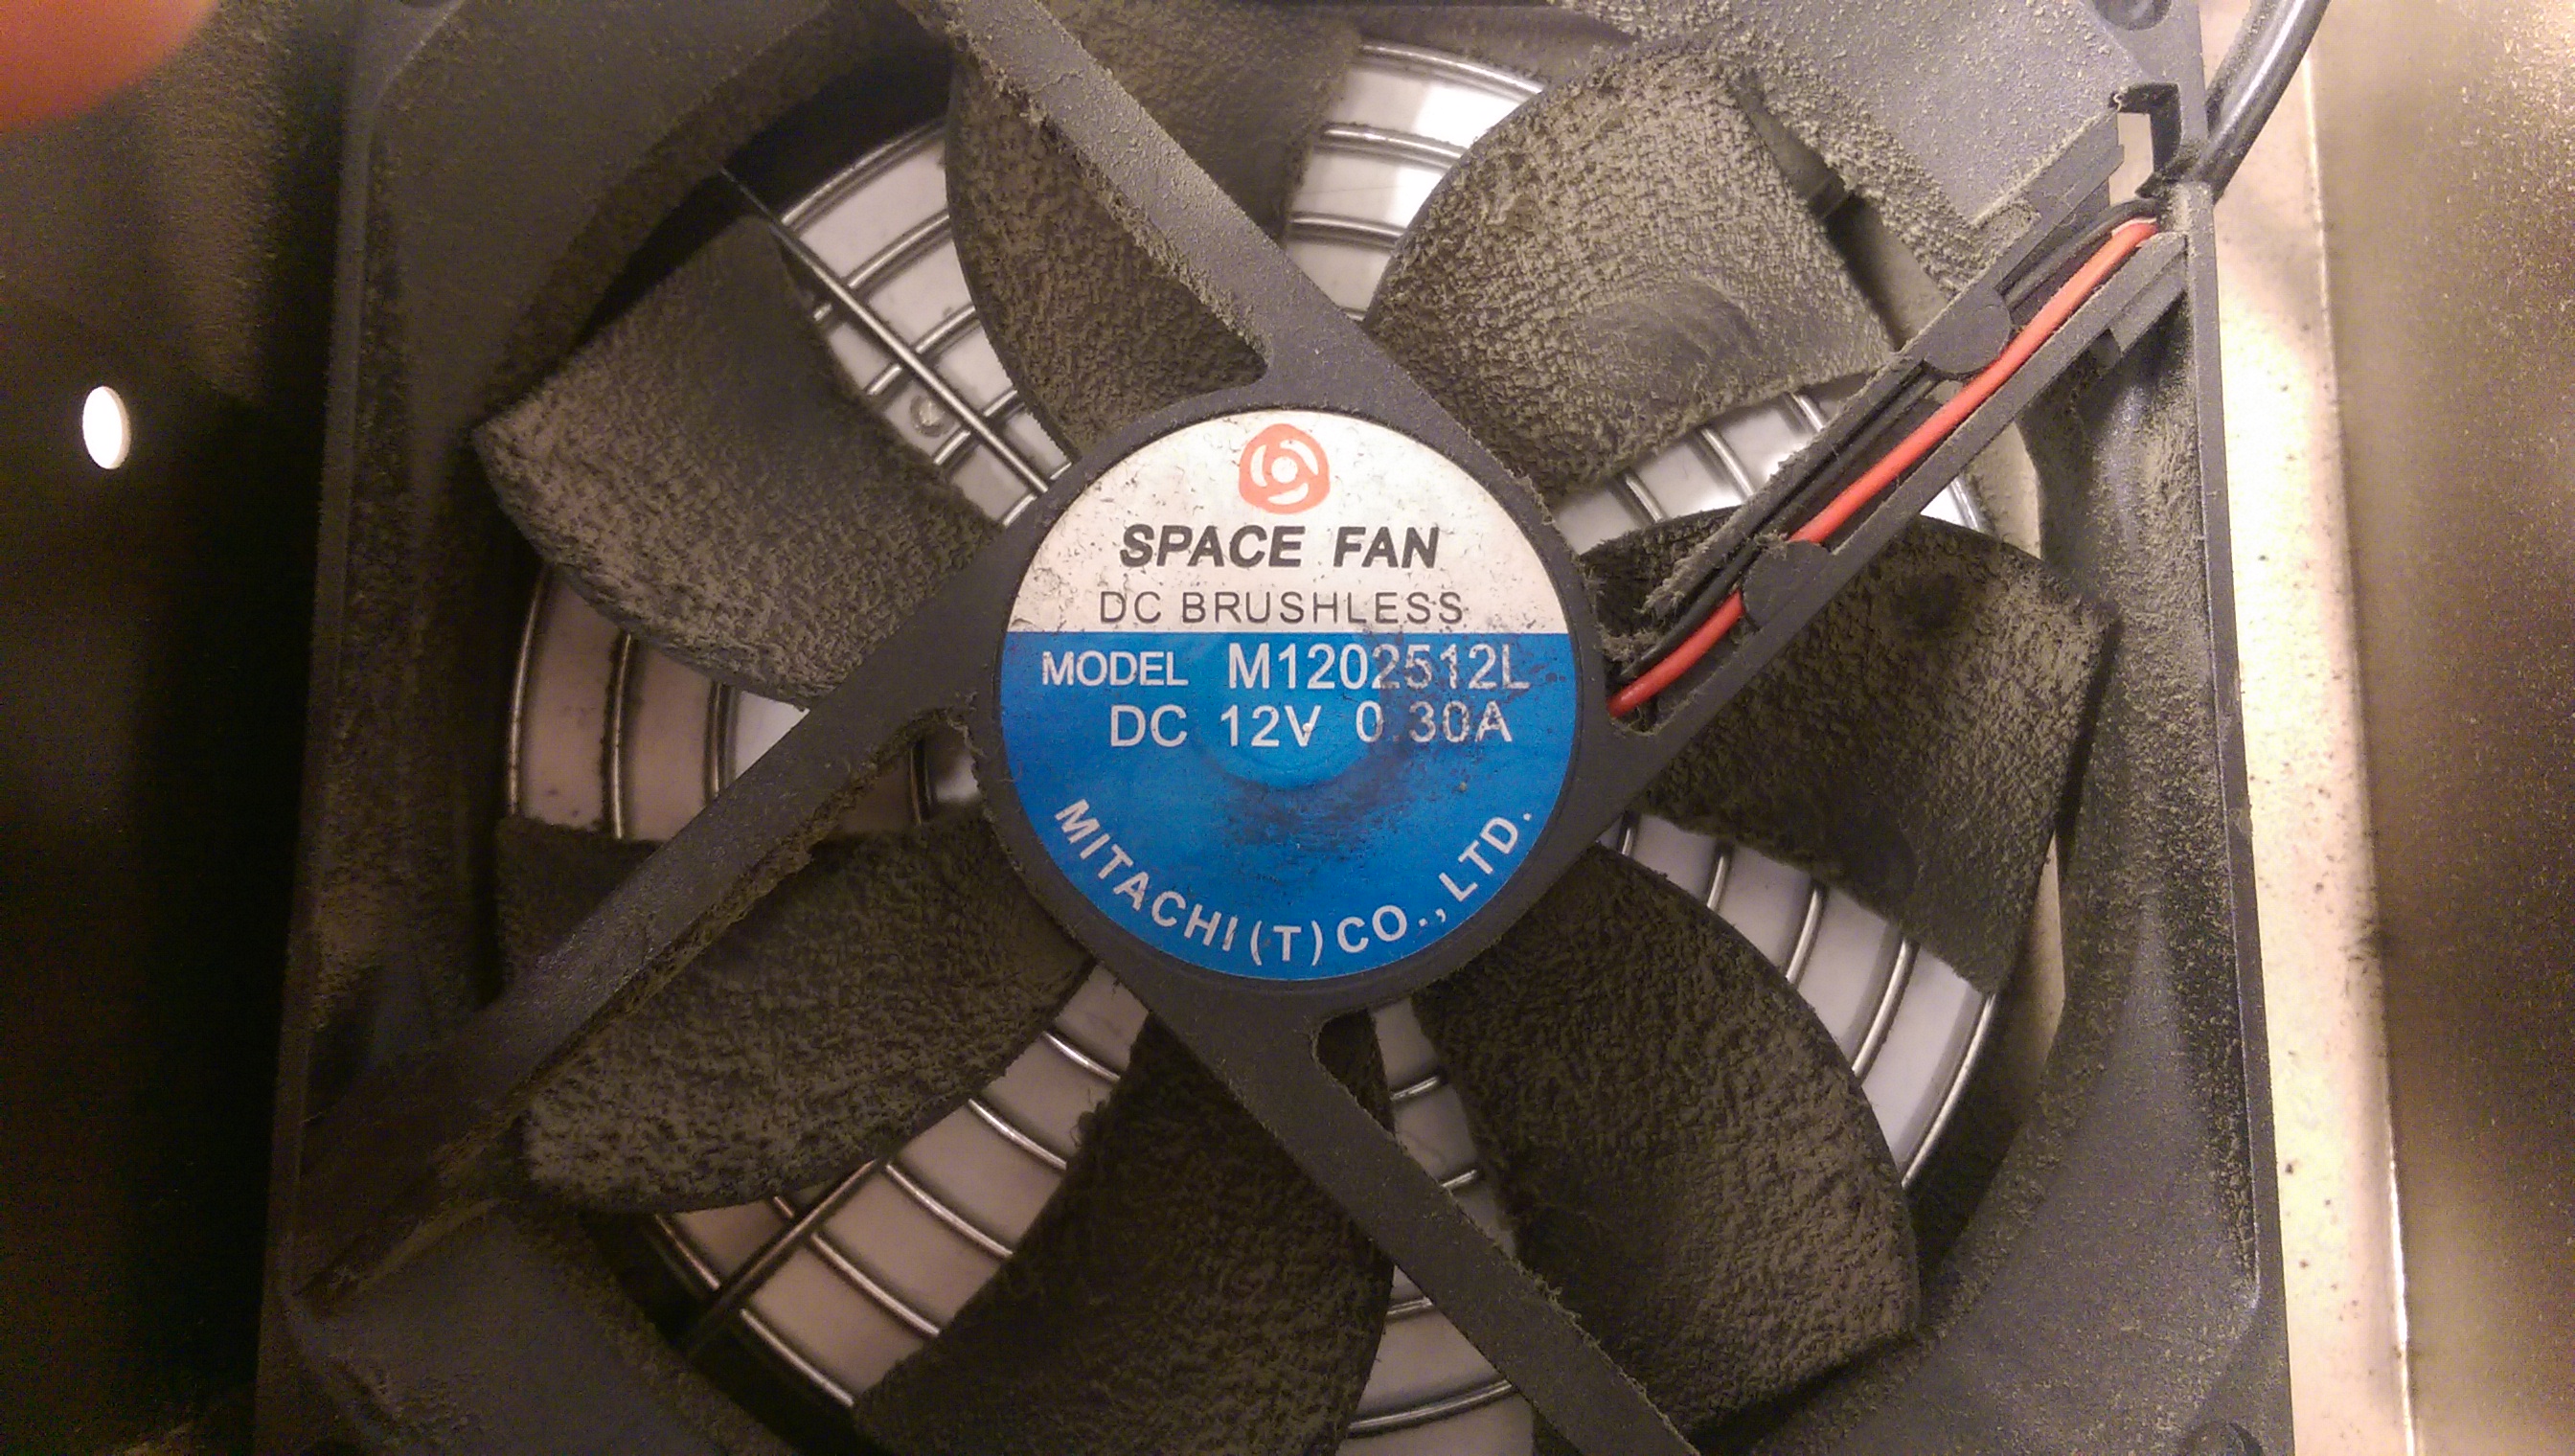 SPACE FAN
DC BRUSHLESS
MODEL M1202512L
DC 12V 0.30A
MITACHI(T)CO.,LTD.